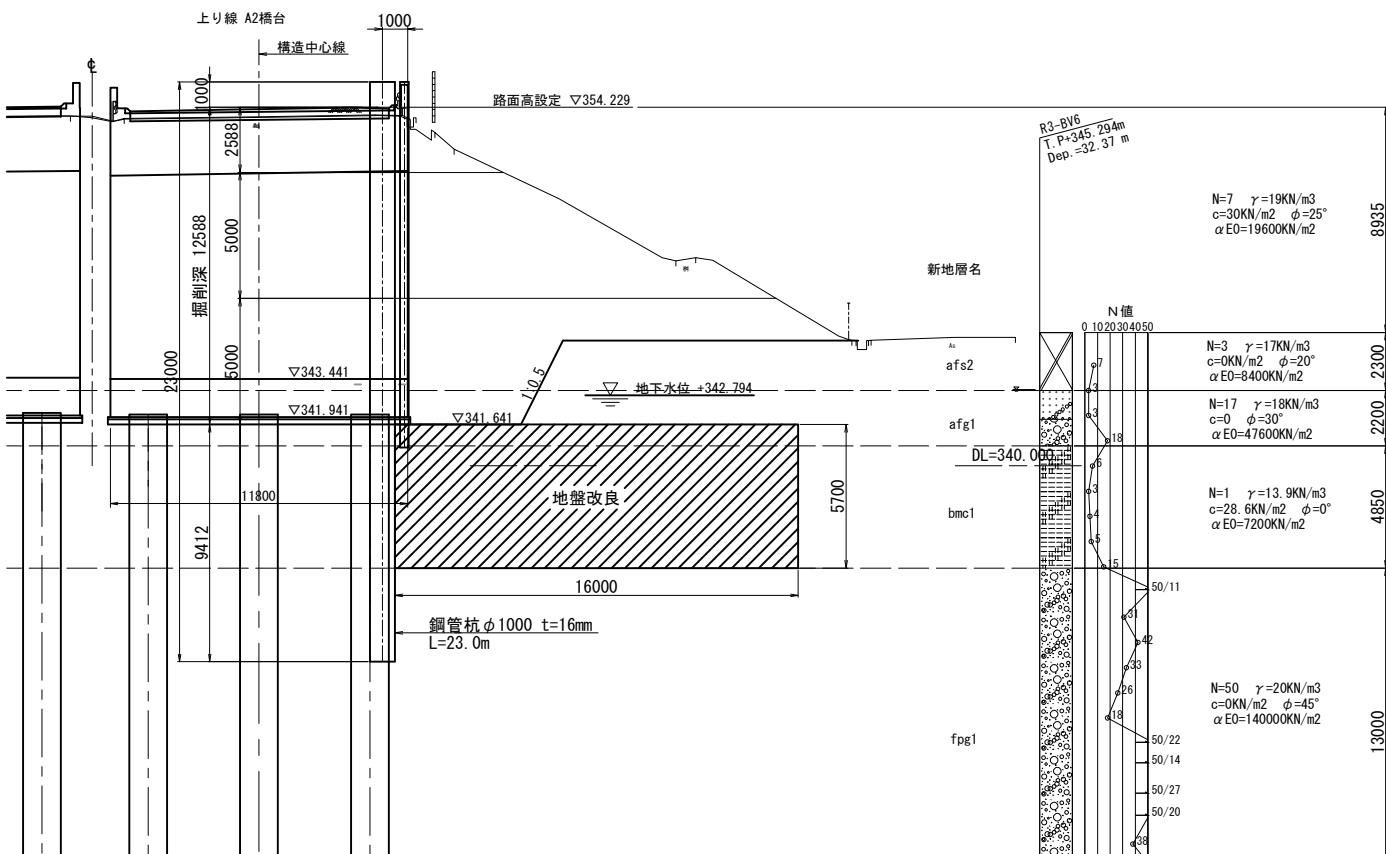 上り線 A2橋台
1000
構造中心線
℄
1000
路面高設定 ▽354.229
2588
R3-BV6
T.P+345.294m
Dep.=32.37 m
N=7 γ=19KN/m3
c=30KN/m2 φ=25°
αE0=19600KN/m2
8935
掘削深 12588
5000
新地層名
N値
0 10 20 30 40 50
23000
5000
▽343.441
1:0.5
地下水位 +342.794
afs2
7
3
N=3 γ=17KN/m3
c=0KN/m2 φ=20°
αE0=8400KN/m2
2300
▽341.941
▽341.641
afg1
3
18
N=17 γ=18KN/m3
c=0 φ=30°
αE0=47600KN/m2
2200
DL=340.000
11800
地盤改良
5700
bmc1
6
3
4
5
15
N=1 γ=13.9KN/m3
c=28.6KN/m2 φ=0°
αE0=7200KN/m2
4850
9412
16000
鋼管杭φ1000 t=16mm
L=23.0m
50/11
31
42
33
26
18
N=50 γ=20KN/m3
c=0KN/m2 φ=45°
αE0=140000KN/m2
13000
fpg1
50/22
50/14
50/27
50/20
38